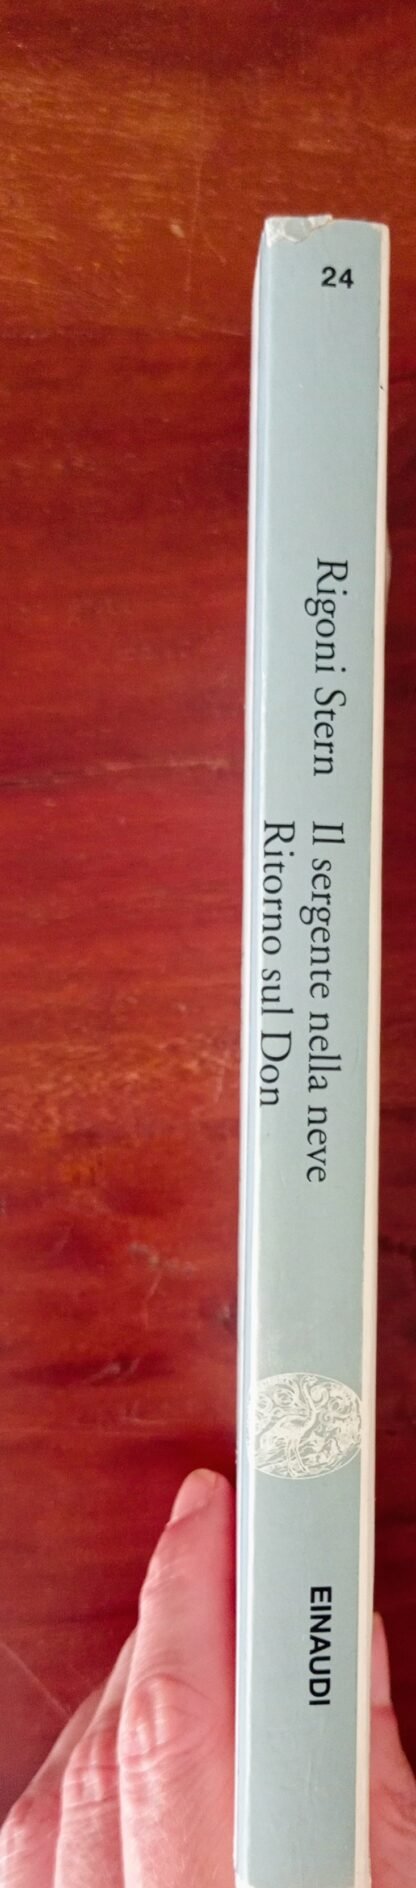 24
Rigoni Stern Il sergente nella neve
Ritorno sul Don
EINAUDI